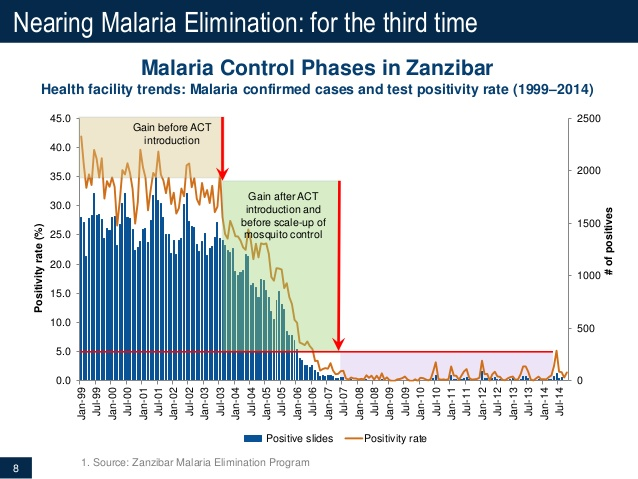 Nearing Malaria Elimination: for the third time
Malaria Control Phases in Zanzibar
Health facility trends: Malaria confirmed cases and test positivity rate (1999–2014)
Positivity rate (%)
45.0
40.0
35.0
30.0
25.0
20.0
15.0
10.0
5.0
0.0
Gain before ACT
introduction
Gain after ACT
introduction and
before scale-up of
mosquito control
2500
2000
1500
1000
500
0
# of positives
Jan-99
Jul-99
Jan-00
Jul-00
Jan-01
Jul-01
Jan-02
Jul-02
Jan-03
Jul-03
Jan-04
Jul-04
Jan-05
Jul-05
Jan-06
Jul-06
Jan-07
Jul-07
Jan-08
Jul-08
Jan-09
Jul-09
Jan- 10
Jul- 10
Jan- 11
Jul- 11
Jan- 12
Jul- 12
Jan- 13
Jul- 13
Jan- 14
Jul- 14
Positive slides
Positivity rate
8
1. Source: Zanzibar Malaria Elimination Program